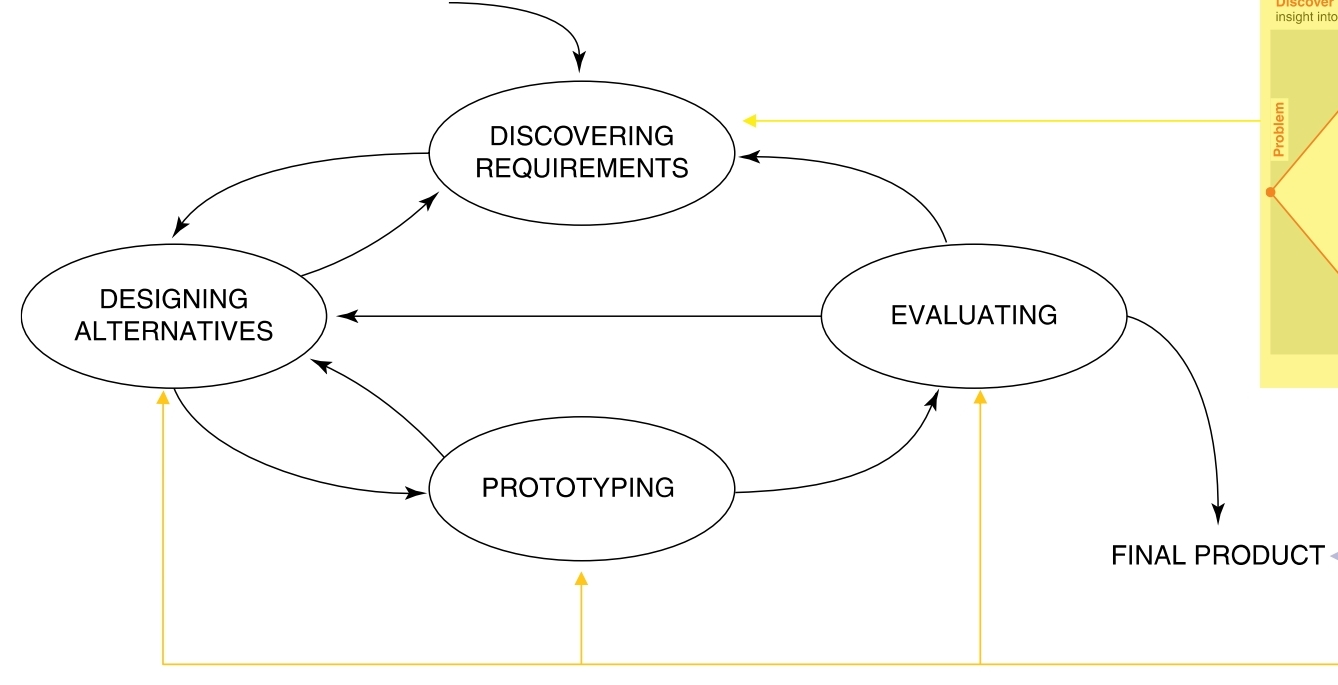 Discover
insight into
Problem
DISCOVERING
REQUIREMENTS
DESIGNING
ALTERNATIVES
EVALUATING
PROTOTYPING
FINAL PRODUCT